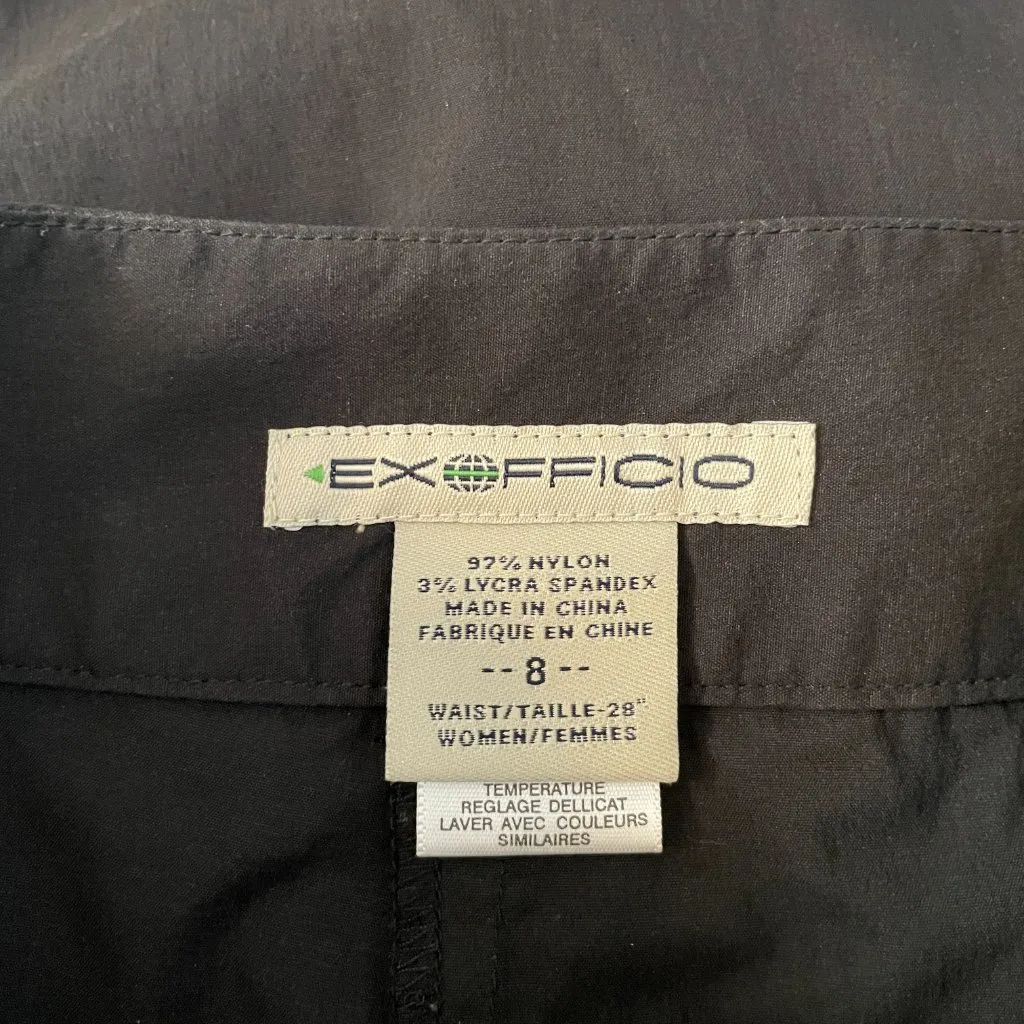 EXOFFICIO
97% NYLON
3% LYCRA SPANDEX
MADE IN CHINA
FABRIQUE EN CHINE
-- 8 --
WAIST/TAILLE-28"
WOMEN/FEMMES
TEMPERATURE
REGLAGE DELLICAT
LAVER AVEC COULEURS
SIMILAIRES